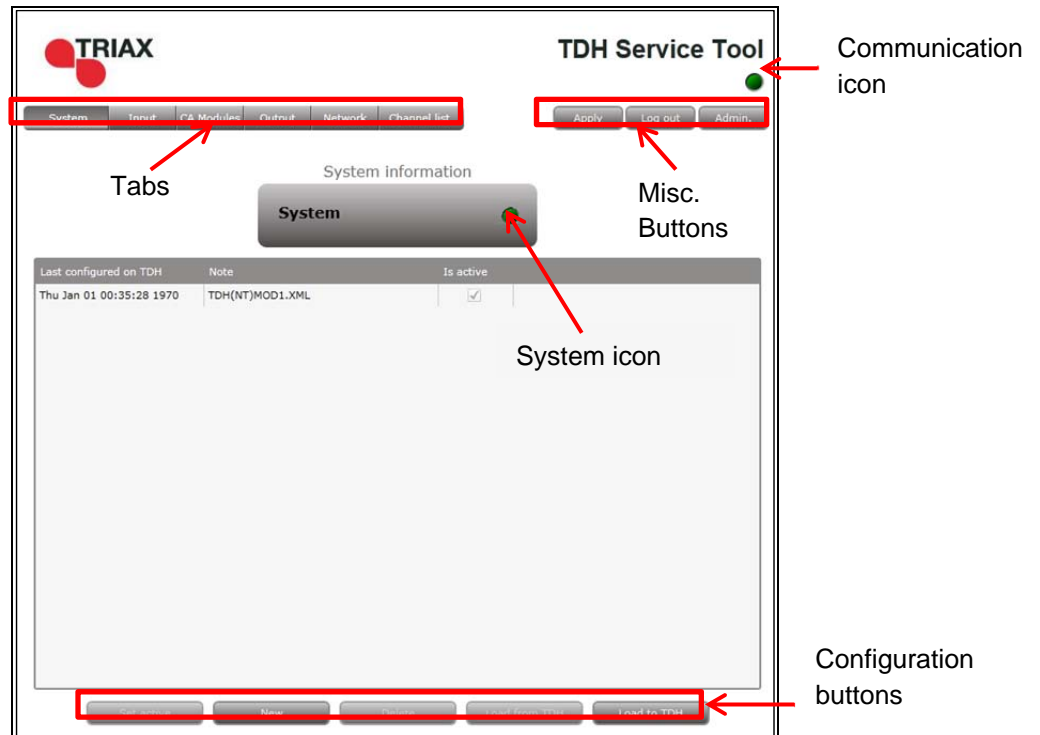 TRIAX
TDH Service Tool
Communication
icon
System Input CA Modules Output Network Channel list
Apply Log out Admin.
Tabs
System information
Misc.
Buttons
System
Last configured on TDH Note Is active
Thu Jan 01 00:35:28 1970 TDH(NT)MOD1.XML
System icon
Configuration
buttons
Set active New Delete Load from TDH Load to TDH